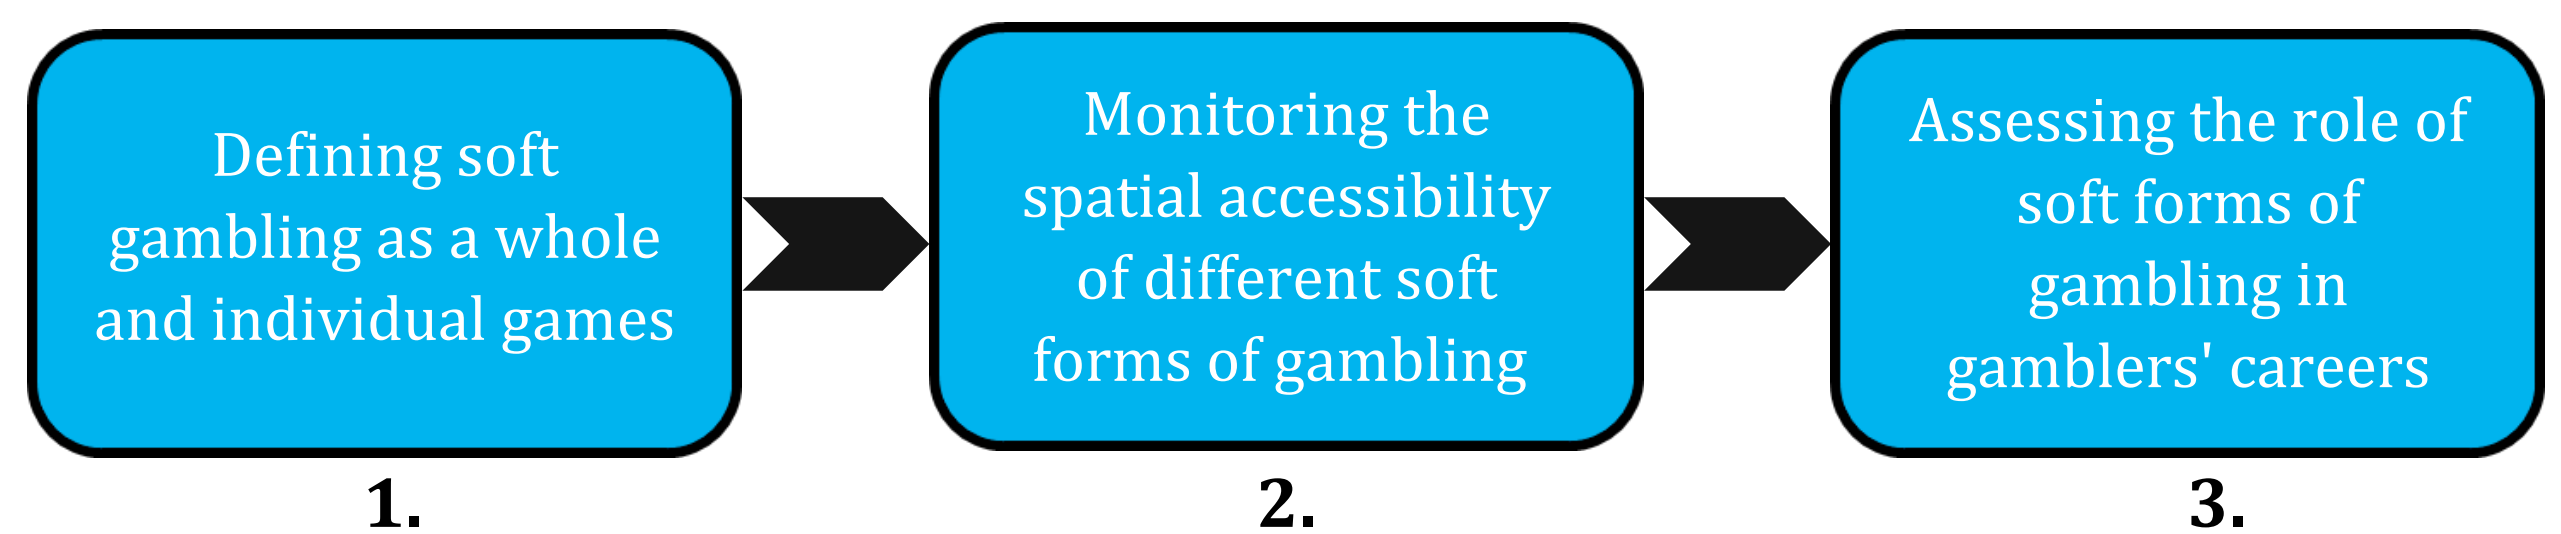 Defining soft
gambling as a whole
and individual games
1.
Monitoring the
spatial accessibility
of different soft
forms of gambling
2.
Assessing the role of
soft forms of
gambling in
gamblers' careers
3.